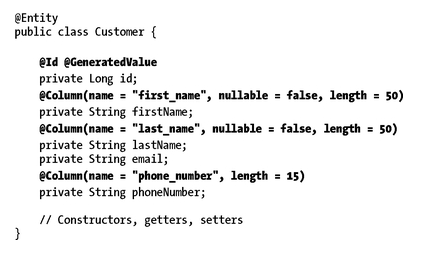 @Entity
public class Customer {
@Id @GeneratedValue
private Long id;
@Column(name = "first_name", nullable = false, length = 50)
private String firstName;
@Column(name = "last_name", nullable = false, length = 50)
private String lastName;
private String email;
@Column(name = "phone_number", length = 15)
private String phoneNumber;
// Constructors, getters, setters
}